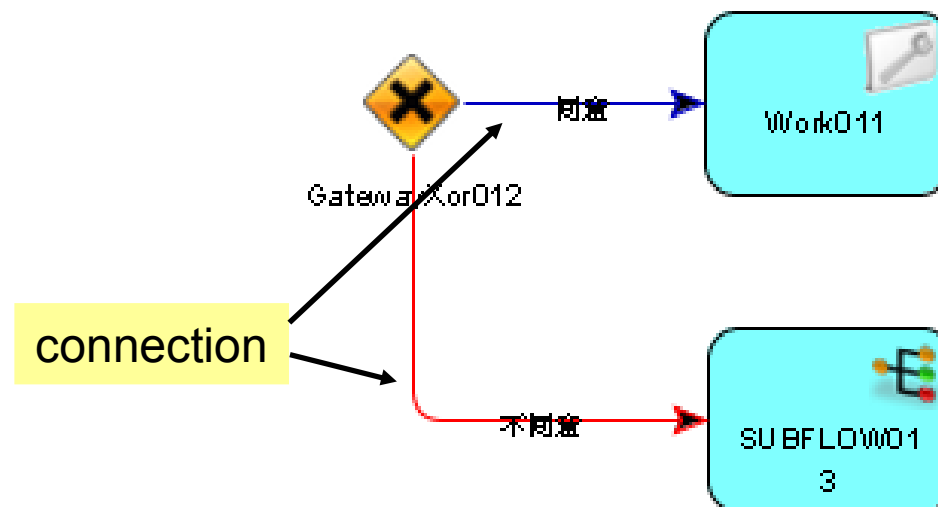 同意
Work011
GatewayXor012
connection
不同意
SUBFLOW01
3